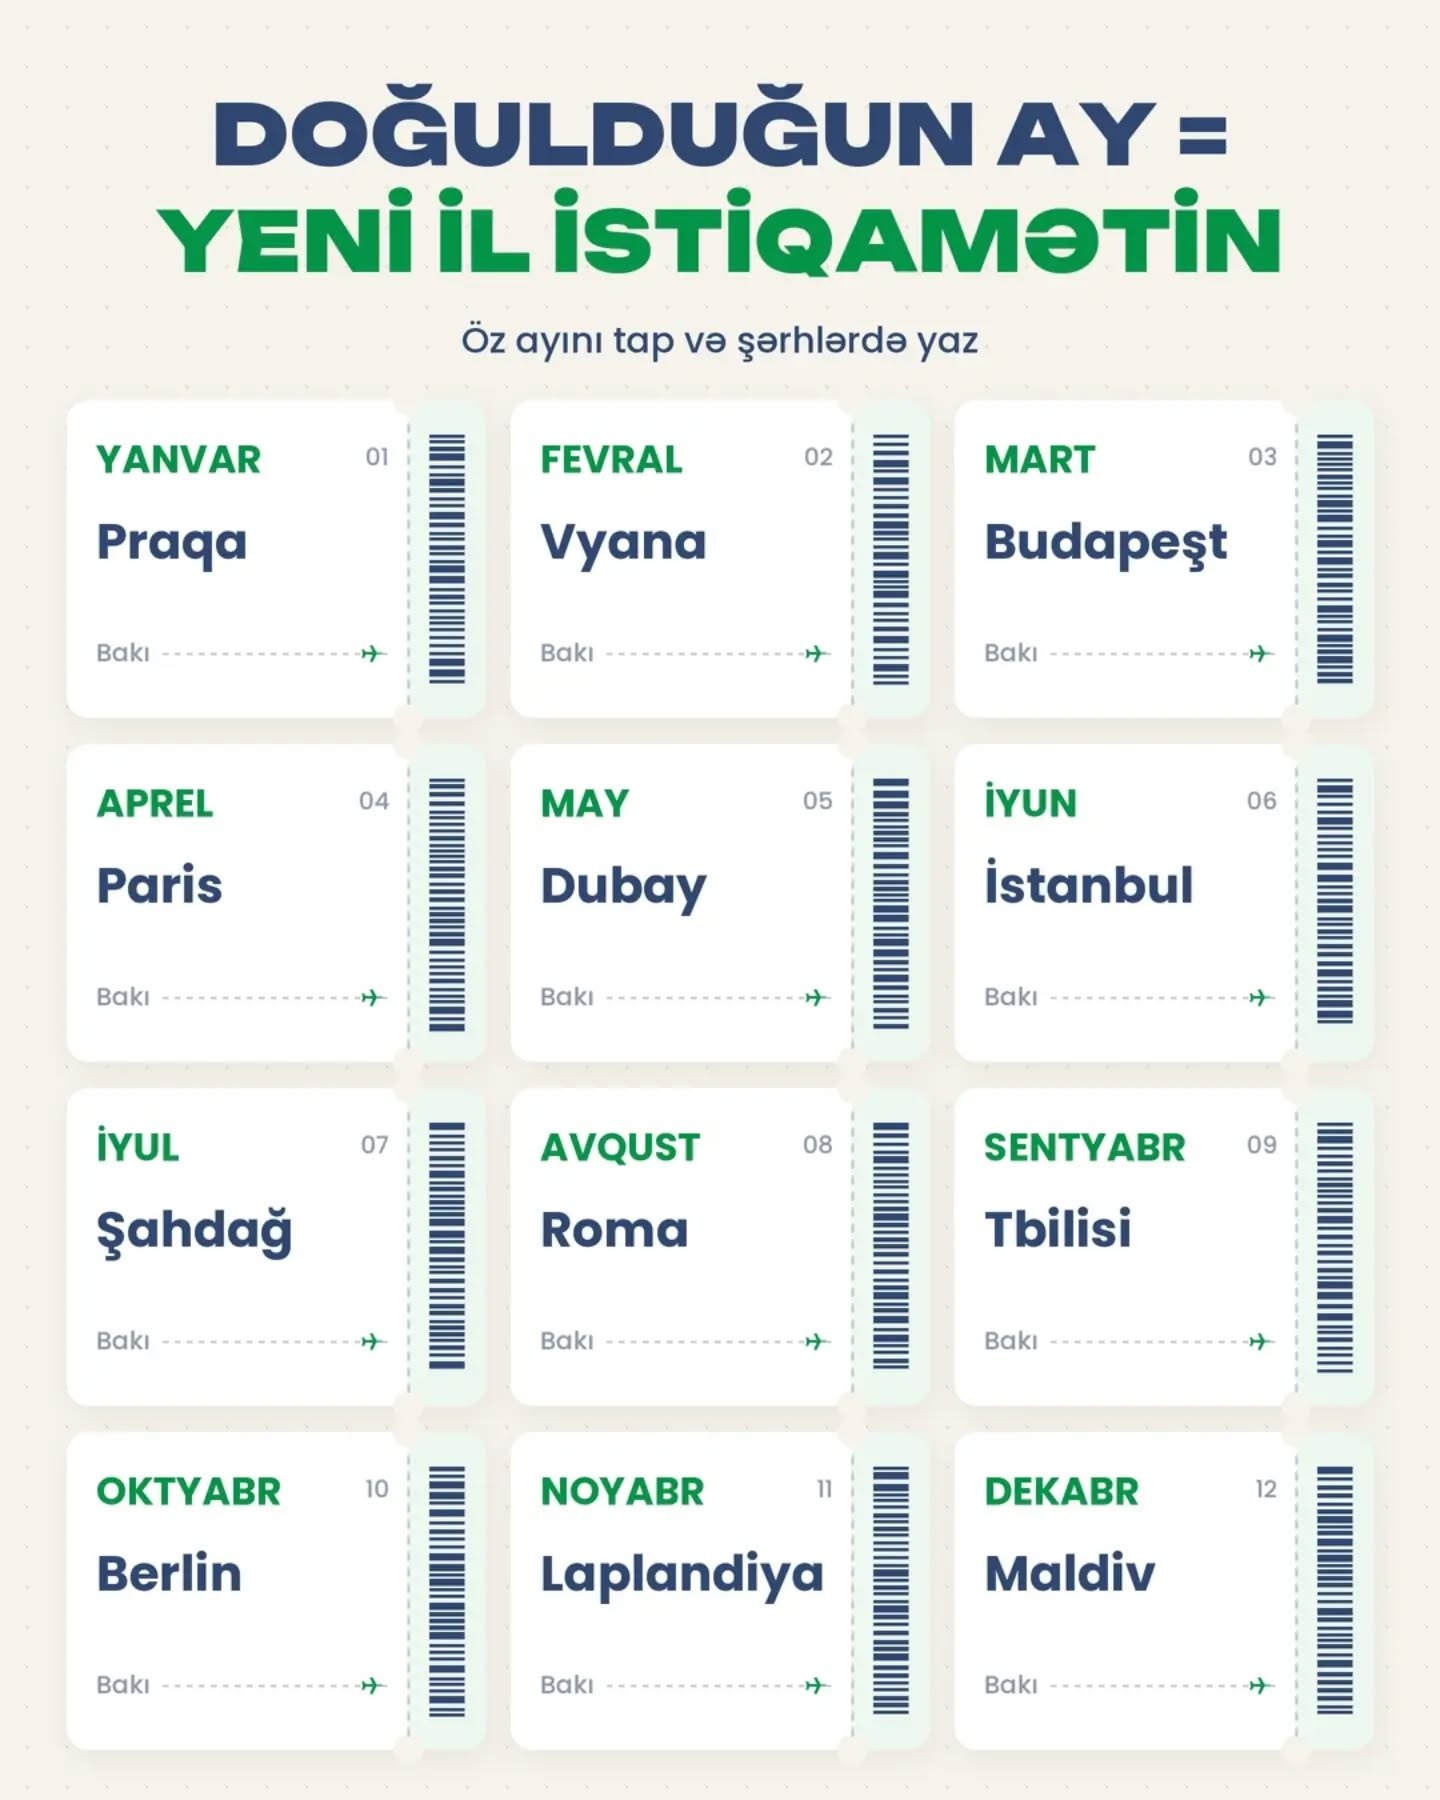 DOĞULDUĞUN AY =
YENİ İL İSTİQAMƏTİN
Öz ayını tap və şərhlərdə yaz
YANVAR 01
Praqa
Bakı
FEVRAL 02
Vyana
Bakı
MART 03
Budapeşt
Bakı
APREL 04
Paris
Bakı
MAY 05
Dubay
Bakı
İYUN 06
İstanbul
Bakı
İYUL 07
Şahdağ
Bakı
AVQUST 08
Roma
Bakı
SENTYABR 09
Tbilisi
Bakı
OKTYABR 10
Berlin
Bakı
NOYABR 11
Laplandiya
Bakı
DEKABR 12
Maldiv
Bakı